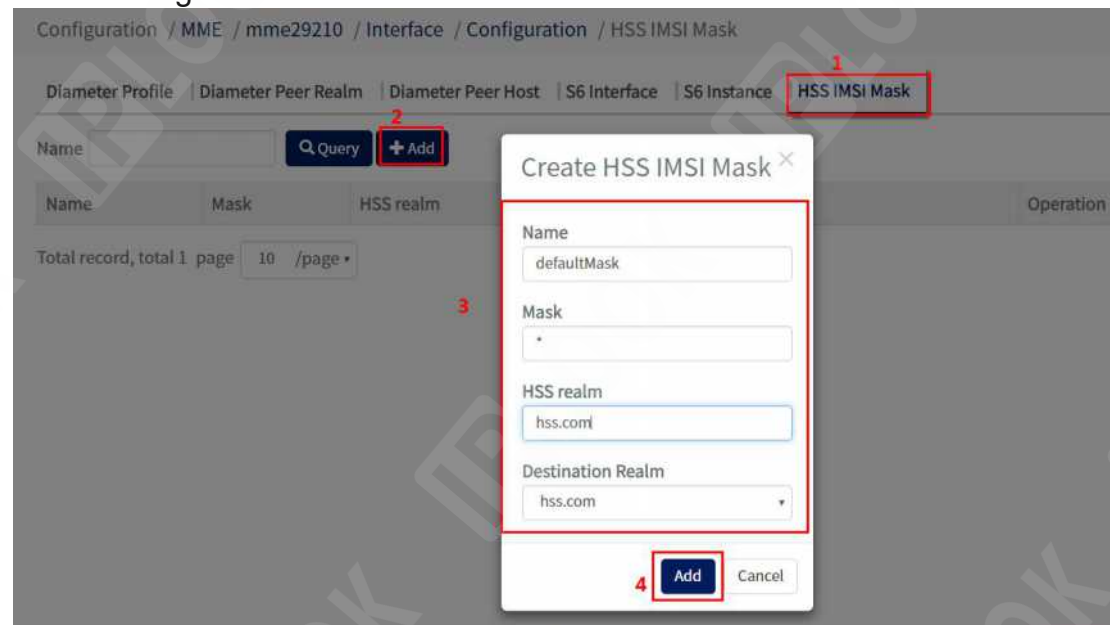 Configuration / MME / mme29210 / Interface / Configuration / HSS IMSI Mask
1
Diameter Profile | Diameter Peer Realm | Diameter Peer Host | S6 Interface | S6 Instance | HSS IMSI Mask
2
Name Query + Add
Create HSS IMSI Mask ×
Name Mask HSS realm Operation
Total record, total 1 page 10 /page
3
Name
defaultMask
Mask
*
HSS realm
hss.com
Destination Realm
hss.com
4 Add Cancel